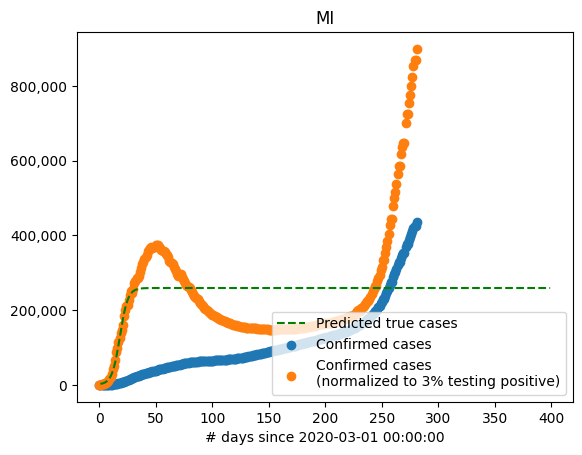 MI
800,000
600,000
400,000
200,000
0
Predicted true cases
Confirmed cases
Confirmed cases
(normalized to 3% testing positive)
0 50 100 150 200 250 300 350 400
# days since 2020-03-01 00:00:00